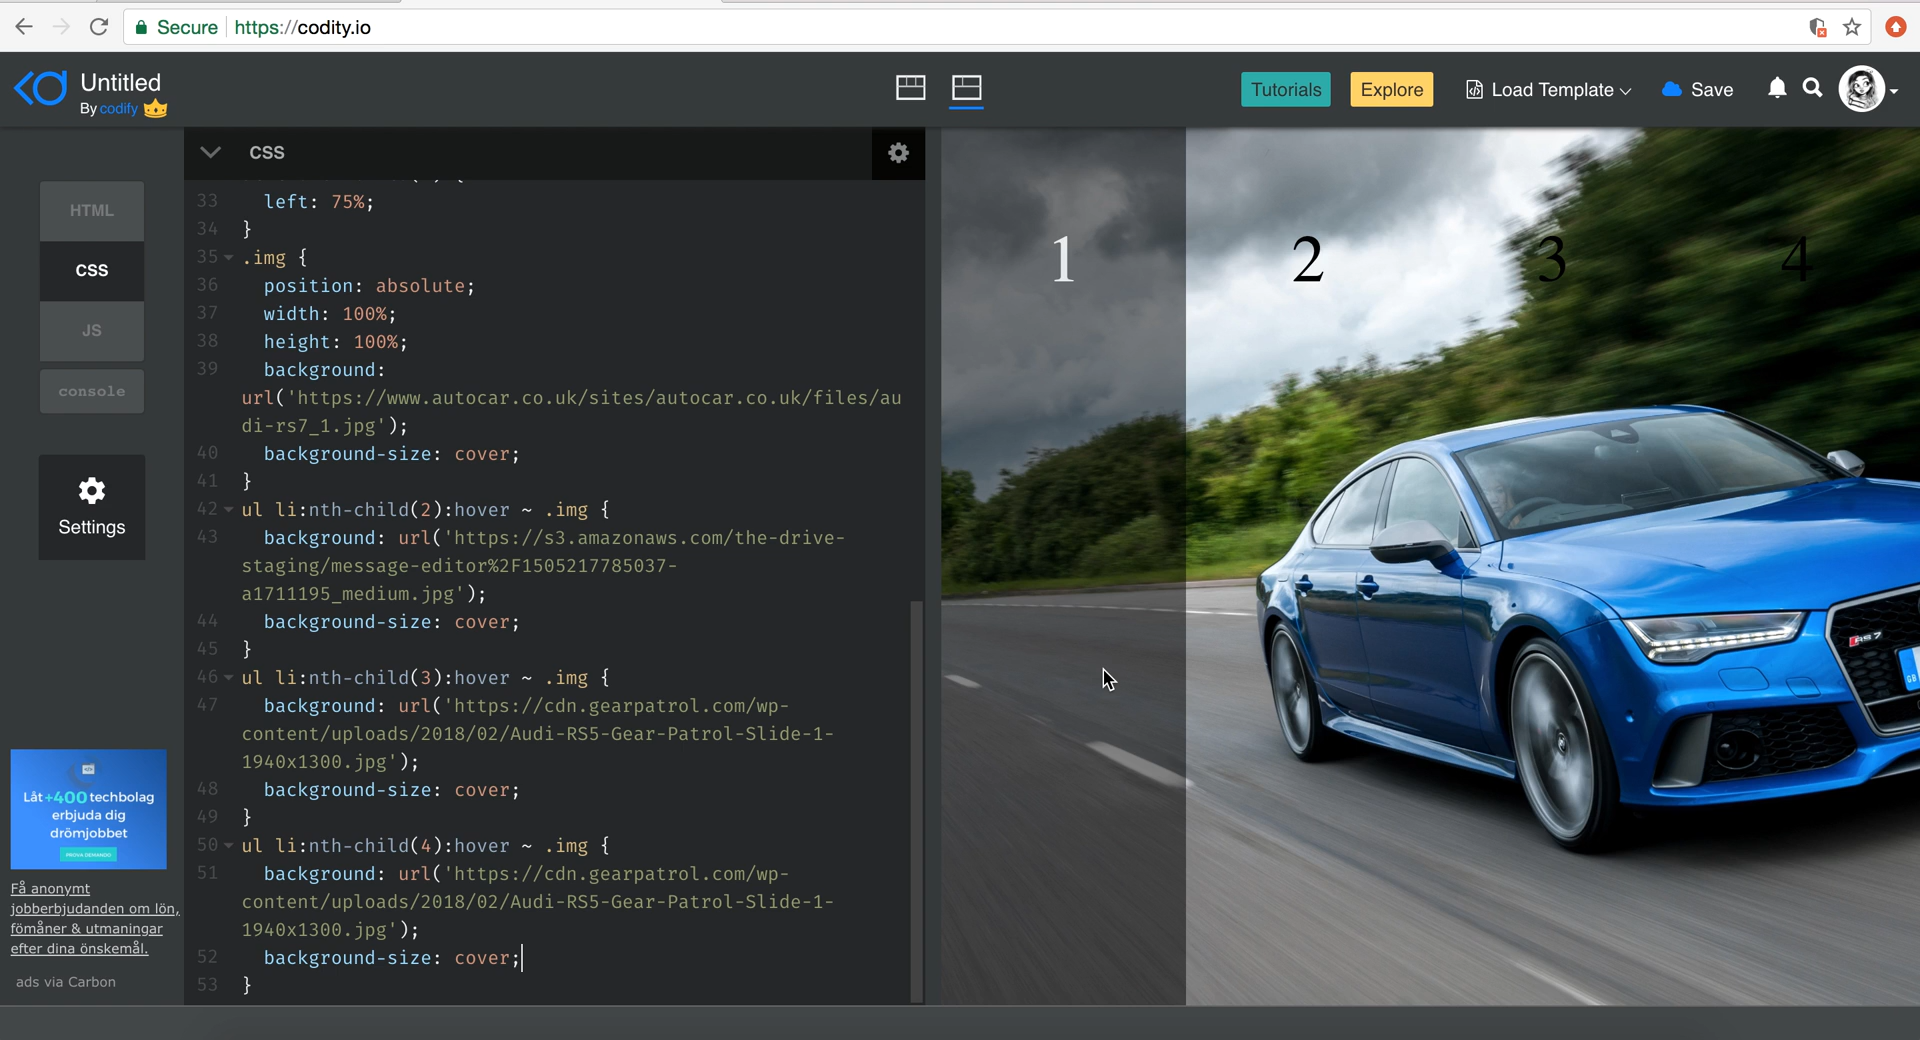 Secure https://codity.io
Untitled
By codify
Tutorials
Explore
Load Template
Save
HTML
CSS
JS
console
Settings
Låt +400 techbolag
erbjuda dig
drömjobbet
PROVA DEMANDO
Få anonymt
jobberbjudanden om lön,
fömåner & utmaningar
efter dina önskemål.
ads via Carbon
CSS
33 left: 75%;
34 }
35 .img {
36 position: absolute;
37 width: 100%;
38 height: 100%;
39 background:
url('https://www.autocar.co.uk/sites/autocar.co.uk/files/au
di-rs7_1.jpg');
40 background-size: cover;
41 }
42 ul li:nth-child(2):hover ~ .img {
43 background: url('https://s3.amazonaws.com/the-drive-
staging/message-editor%2F1505217785037-
a1711195_medium.jpg');
44 background-size: cover;
45 }
46 ul li:nth-child(3):hover ~ .img {
47 background: url('https://cdn.gearpatrol.com/wp-
content/uploads/2018/02/Audi-RS5-Gear-Patrol-Slide-1-
1940x1300.jpg');
48 background-size: cover;
49 }
50 ul li:nth-child(4):hover ~ .img {
51 background: url('https://cdn.gearpatrol.com/wp-
content/uploads/2018/02/Audi-RS5-Gear-Patrol-Slide-1-
1940x1300.jpg');
52 background-size: cover;
53 }
1 2 3 4
RS 7
GB